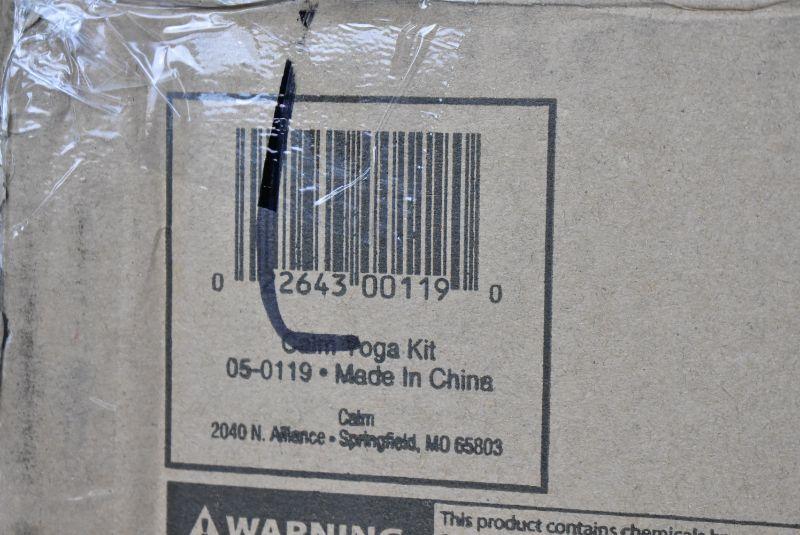 0 22643 00119 0
Calm Yoga Kit
05-0119 • Made In China
Calm
2040 N. Alliance • Springfield, MO 65803
WARNING
This product contains chemicals